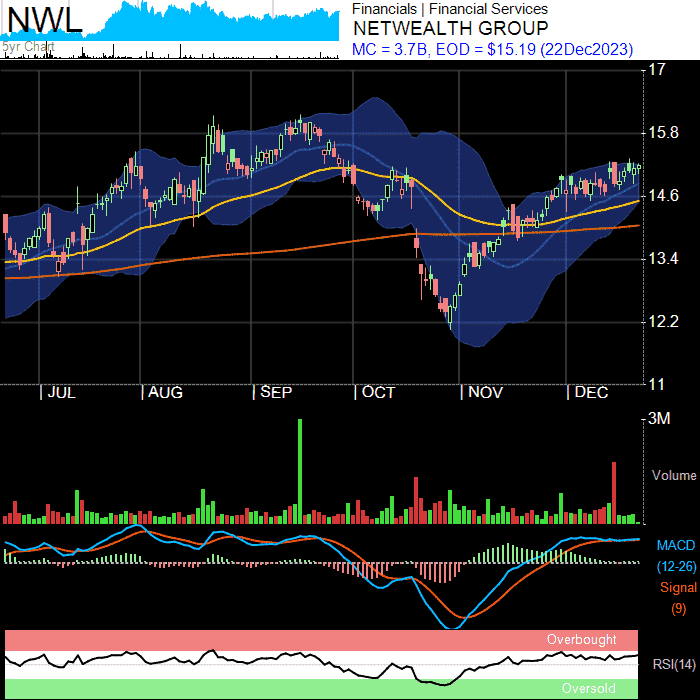 NWL
5yr Chart
Financials | Financial Services
NETWEALTH GROUP
MC = 3.7B, EOD = $15.19 (22Dec2023)
17
15.8
14.6
13.4
12.2
11
| JUL | AUG | SEP | OCT | NOV | DEC
3M
Volume
MACD
(12-26)
Signal
(9)
Overbought
RSI(14)
Oversold